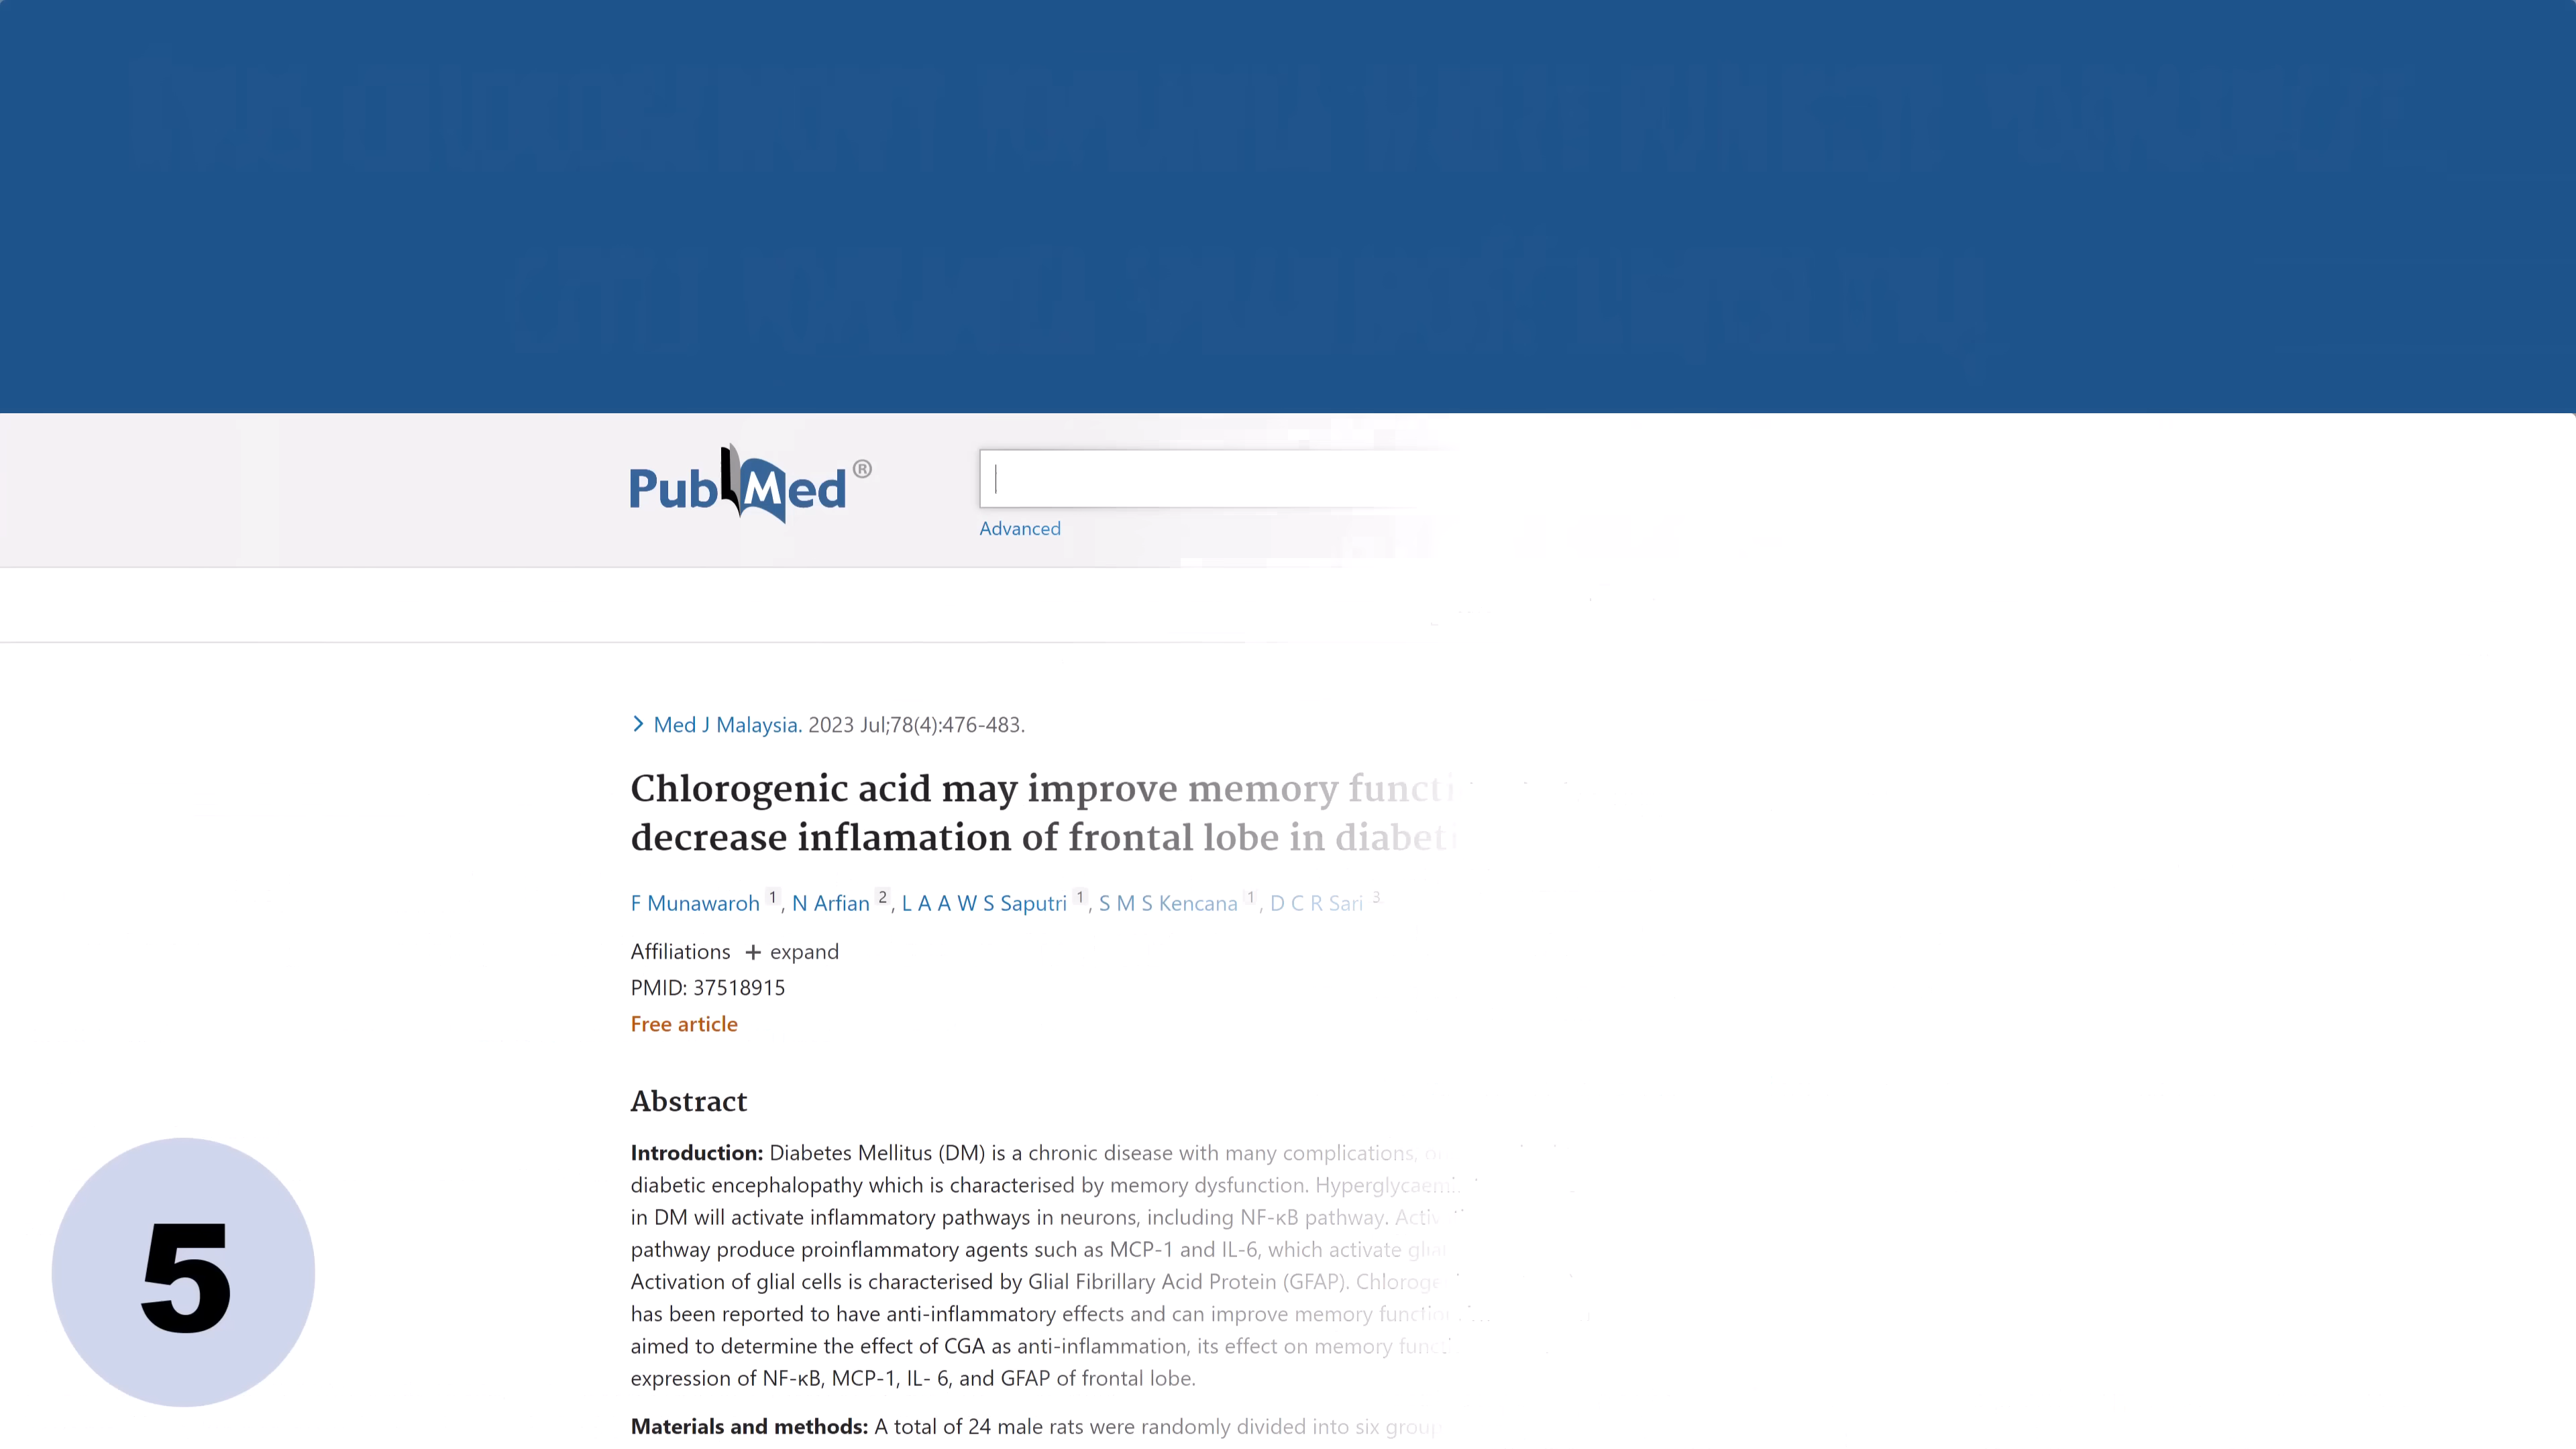 PubMed®
Advanced
Med J Malaysia. 2023 Jul;78(4):476-483.
Chlorogenic acid may improve memory
decrease inflamation of frontal lobe in
F Munawaroh 1, N Arfian 2, L A A W S Saputri 1, S M S Kencana 1, D C R Sari 3
Affiliations + expand
PMID: 37518915
Free article
Abstract
Introduction: Diabetes Mellitus (DM) is a chronic disease with many complications,
diabetic encephalopathy which is characterised by memory dysfunction.
in DM will activate inflammatory pathways in neurons, including NF-κB pathway.
pathway produce proinflammatory agents such as MCP-1 and IL-6, which activate
Activation of glial cells is characterised by Glial Fibrillary Acid Protein (GFAP).
has been reported to have anti-inflammatory effects and can improve memory
aimed to determine the effect of CGA as anti-inflammation, its effect on memory
expression of NF-κB, MCP-1, IL- 6, and GFAP of frontal lobe.
Materials and methods: A total of 24 male rats were randomly divided into six
5